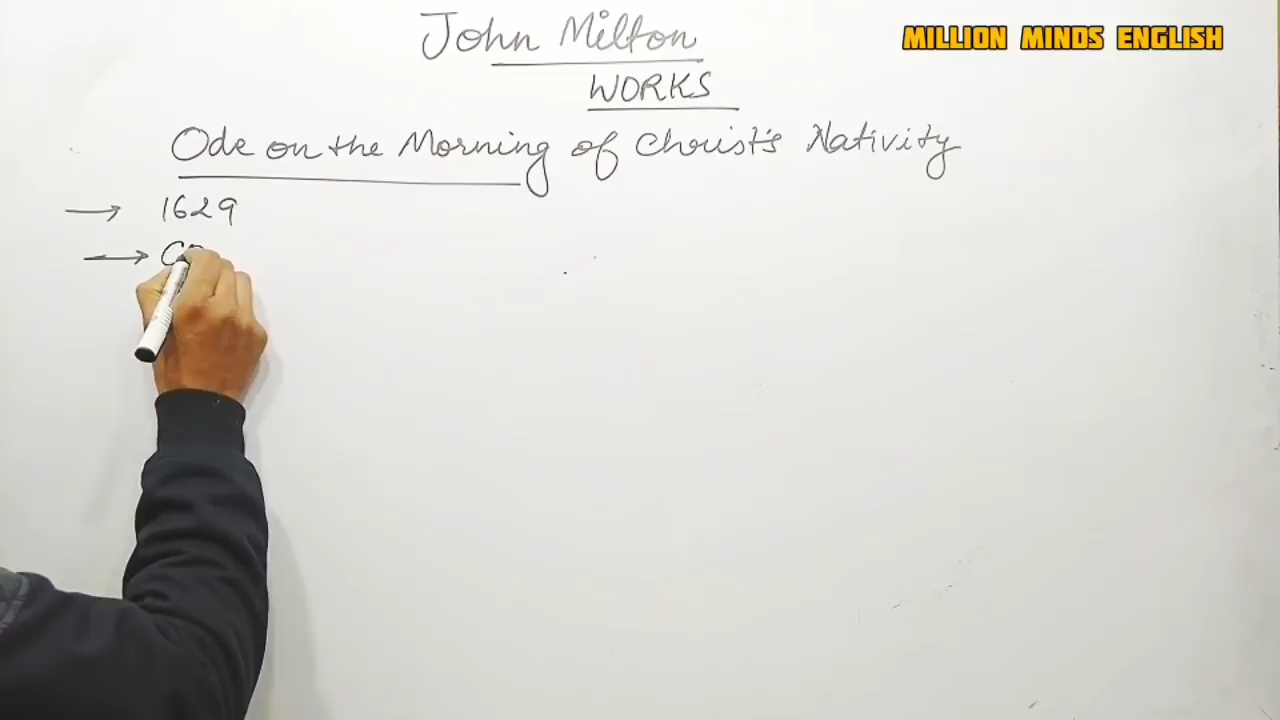 John Milton
MILLION MINDS ENGLISH
WORKS
Ode on the Morning of Christ's Nativity
→ 1629
→